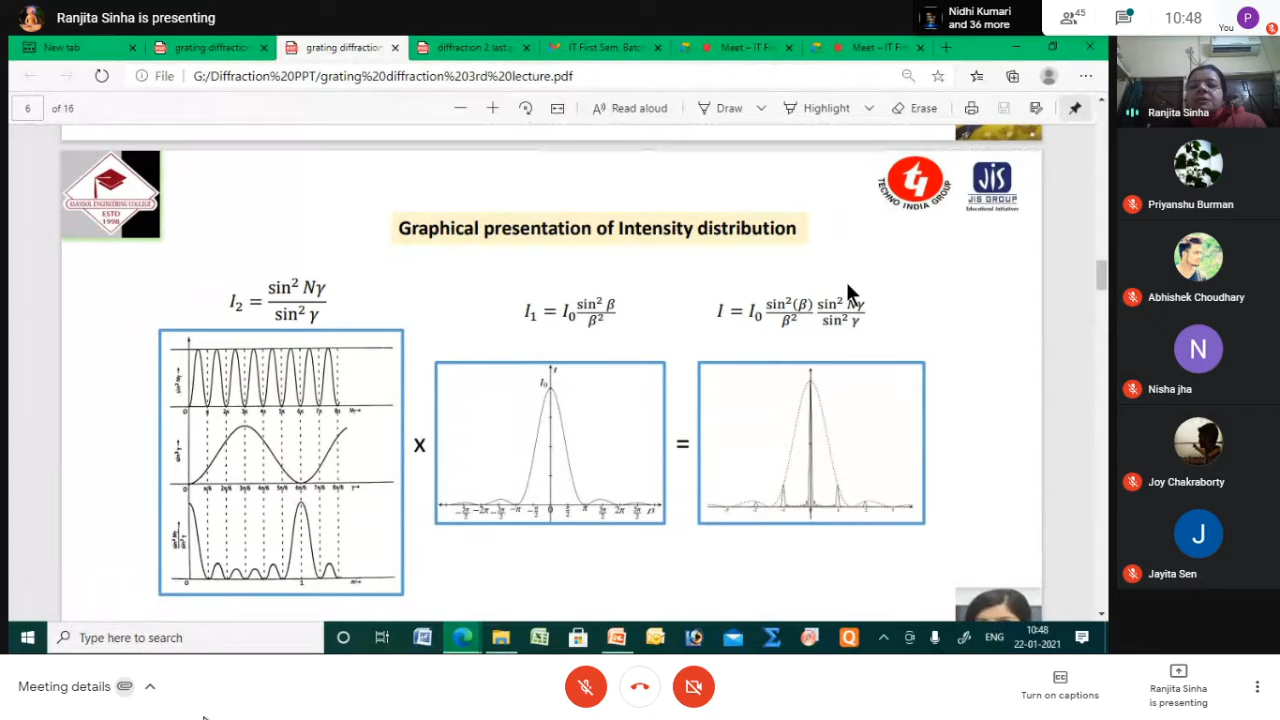 Ranjita Sinha is presenting
Nidhi Kumari
and 36 more
45
10:48
You
P
New tab
grating diffraction
grating diffraction
diffraction 2 last.p
IT First Sem. Batch
Meet – IT Fi
Meet – IT Fi
File
G:/Diffraction%20PPT/grating%20diffraction%203rd%20lecture.pdf
6 of 16
Read aloud
Draw
Highlight
Erase
ASANSOL ENGINEERING COLLEGE
ESTD
1998
TECHNO INDIA GROUP
JIS
JIS GROUP
Educational Initiatives
Graphical presentation of Intensity distribution
I₂ = sin² Nγ / sin² γ
I₁ = I₀ sin² β / β²
I = I₀ sin²(β) / β² sin² Nγ / sin² γ
x
=
Ranjita Sinha
Priyanshu Burman
Abhishek Choudhary
N
Nisha jha
Joy Chakraborty
J
Jayita Sen
Type here to search
ENG
10:48
22-01-2021
Meeting details
Turn on captions
Ranjita Sinha
is presenting